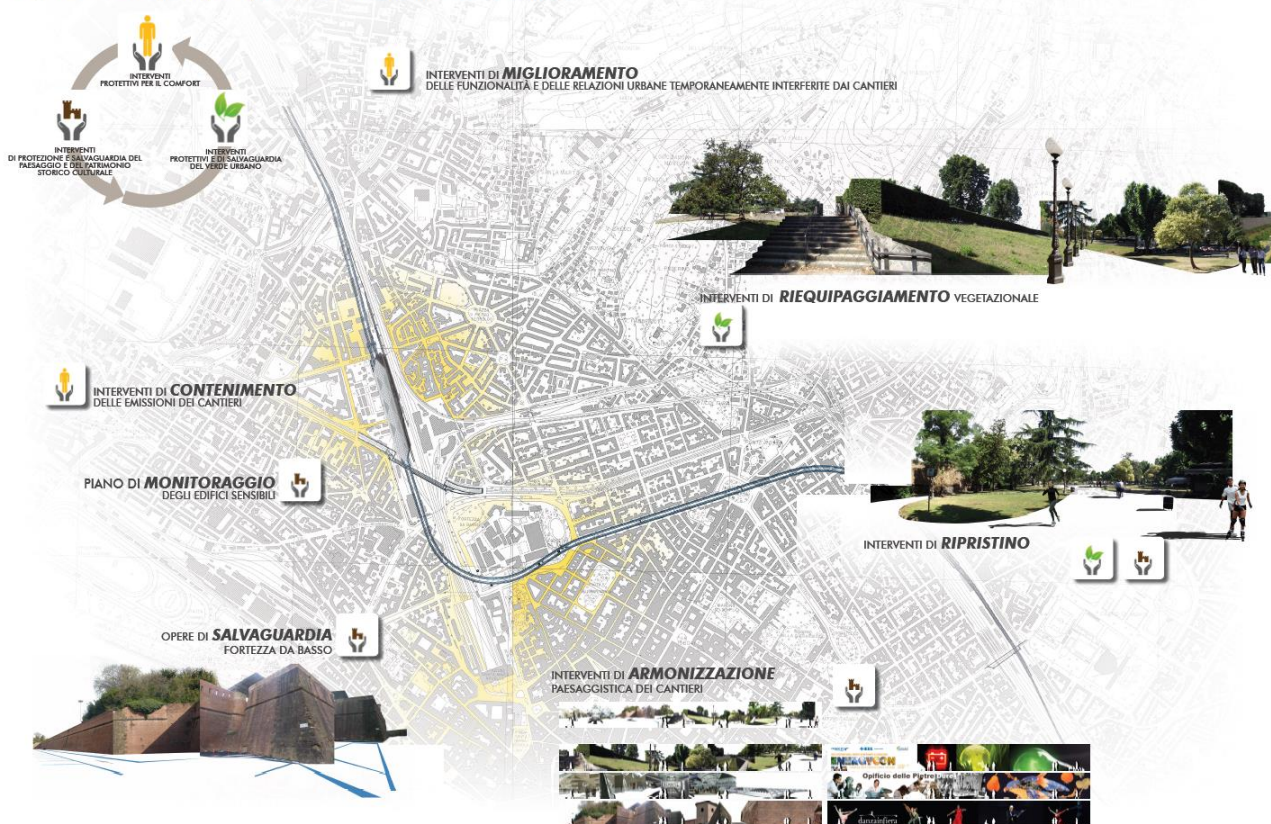 INTERVENTI
PROTETTIVI PER IL COMFORT
INTERVENTI
DI PROTEZIONE E SALVAGUARDIA DEL
PAESAGGIO E DEL PATRIMONIO
STORICO CULTURALE
INTERVENTI
PROTETTIVI E DI SALVAGUARDIA
DEL VERDE URBANO
INTERVENTI DI MIGLIORAMENTO
DELLE FUNZIONALITÀ E DELLE RELAZIONI URBANE TEMPORANEAMENTE INTERFERITE DAI CANTIERI
INTERVENTI DI RIEQUIPAGGIAMENTO VEGETAZIONALE
INTERVENTI DI CONTENIMENTO
DELLE EMISSIONI DEI CANTIERI
PIANO DI MONITORAGGIO
DEGLI EDIFICI SENSIBILI
INTERVENTI DI RIPRISTINO
OPERE DI SALVAGUARDIA
FORTEZZA DA BASSO
INTERVENTI DI ARMONIZZAZIONE
PAESAGGISTICA DEI CANTIERI
Opificio delle Pietre
danzainfiera